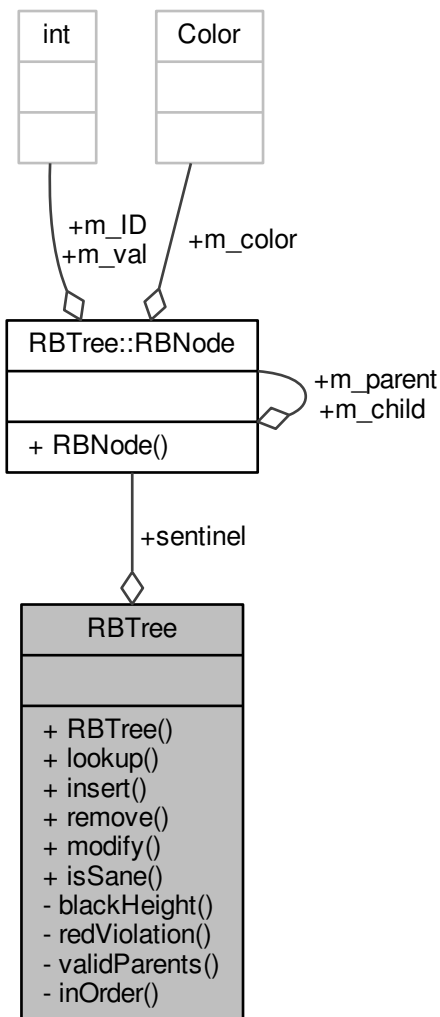 int
Color
+m_ID
+m_val
+m_color
RBTree::RBNode
+ RBNode()
+m_parent
+m_child
+sentinel
RBTree
+ RBTree()
+ lookup()
+ insert()
+ remove()
+ modify()
+ isSane()
- blackHeight()
- redViolation()
- validParents()
- inOrder()